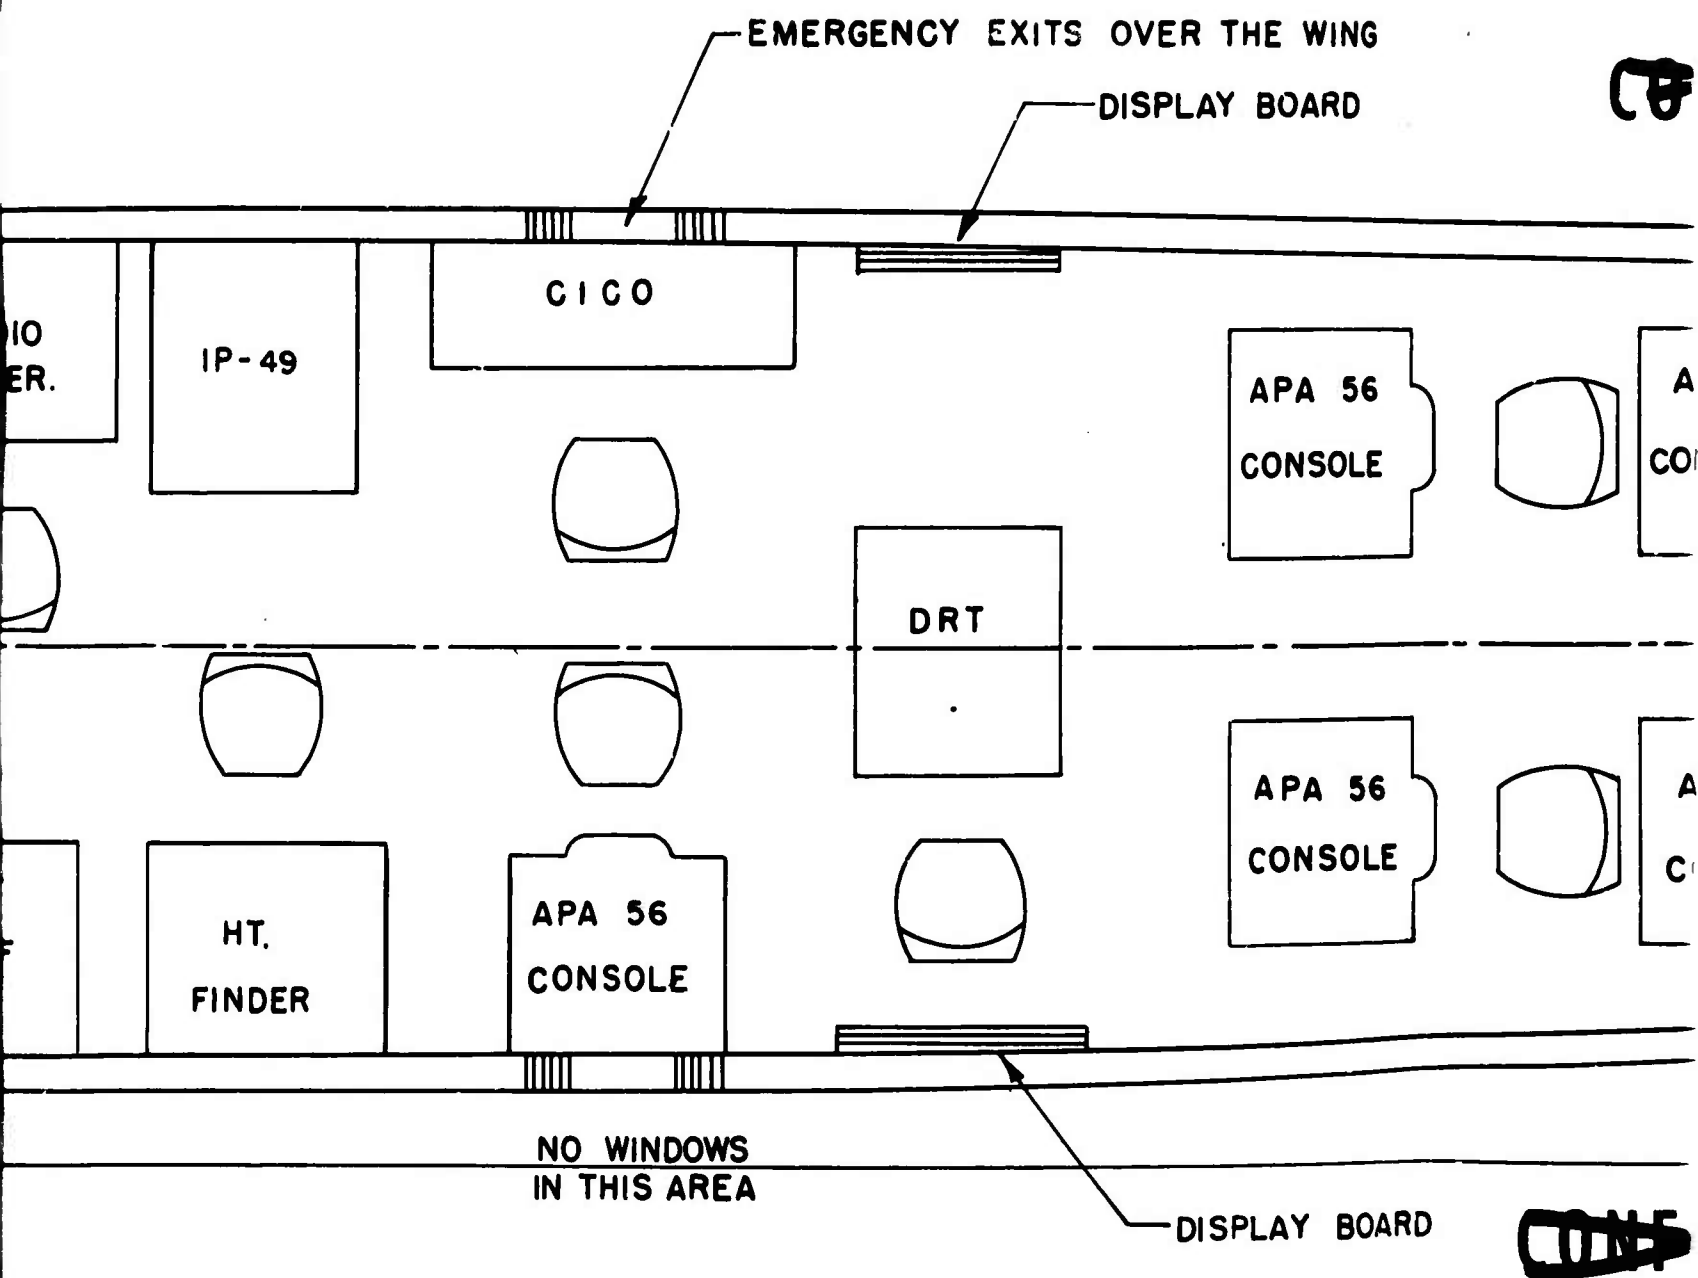 EMERGENCY EXITS OVER THE WING
DISPLAY BOARD
CICO
IP-49
ER.
APA 56
CONSOLE
DRT
APA 56
CONSOLE
HT.
FINDER
APA 56
CONSOLE
NO WINDOWS
IN THIS AREA
DISPLAY BOARD